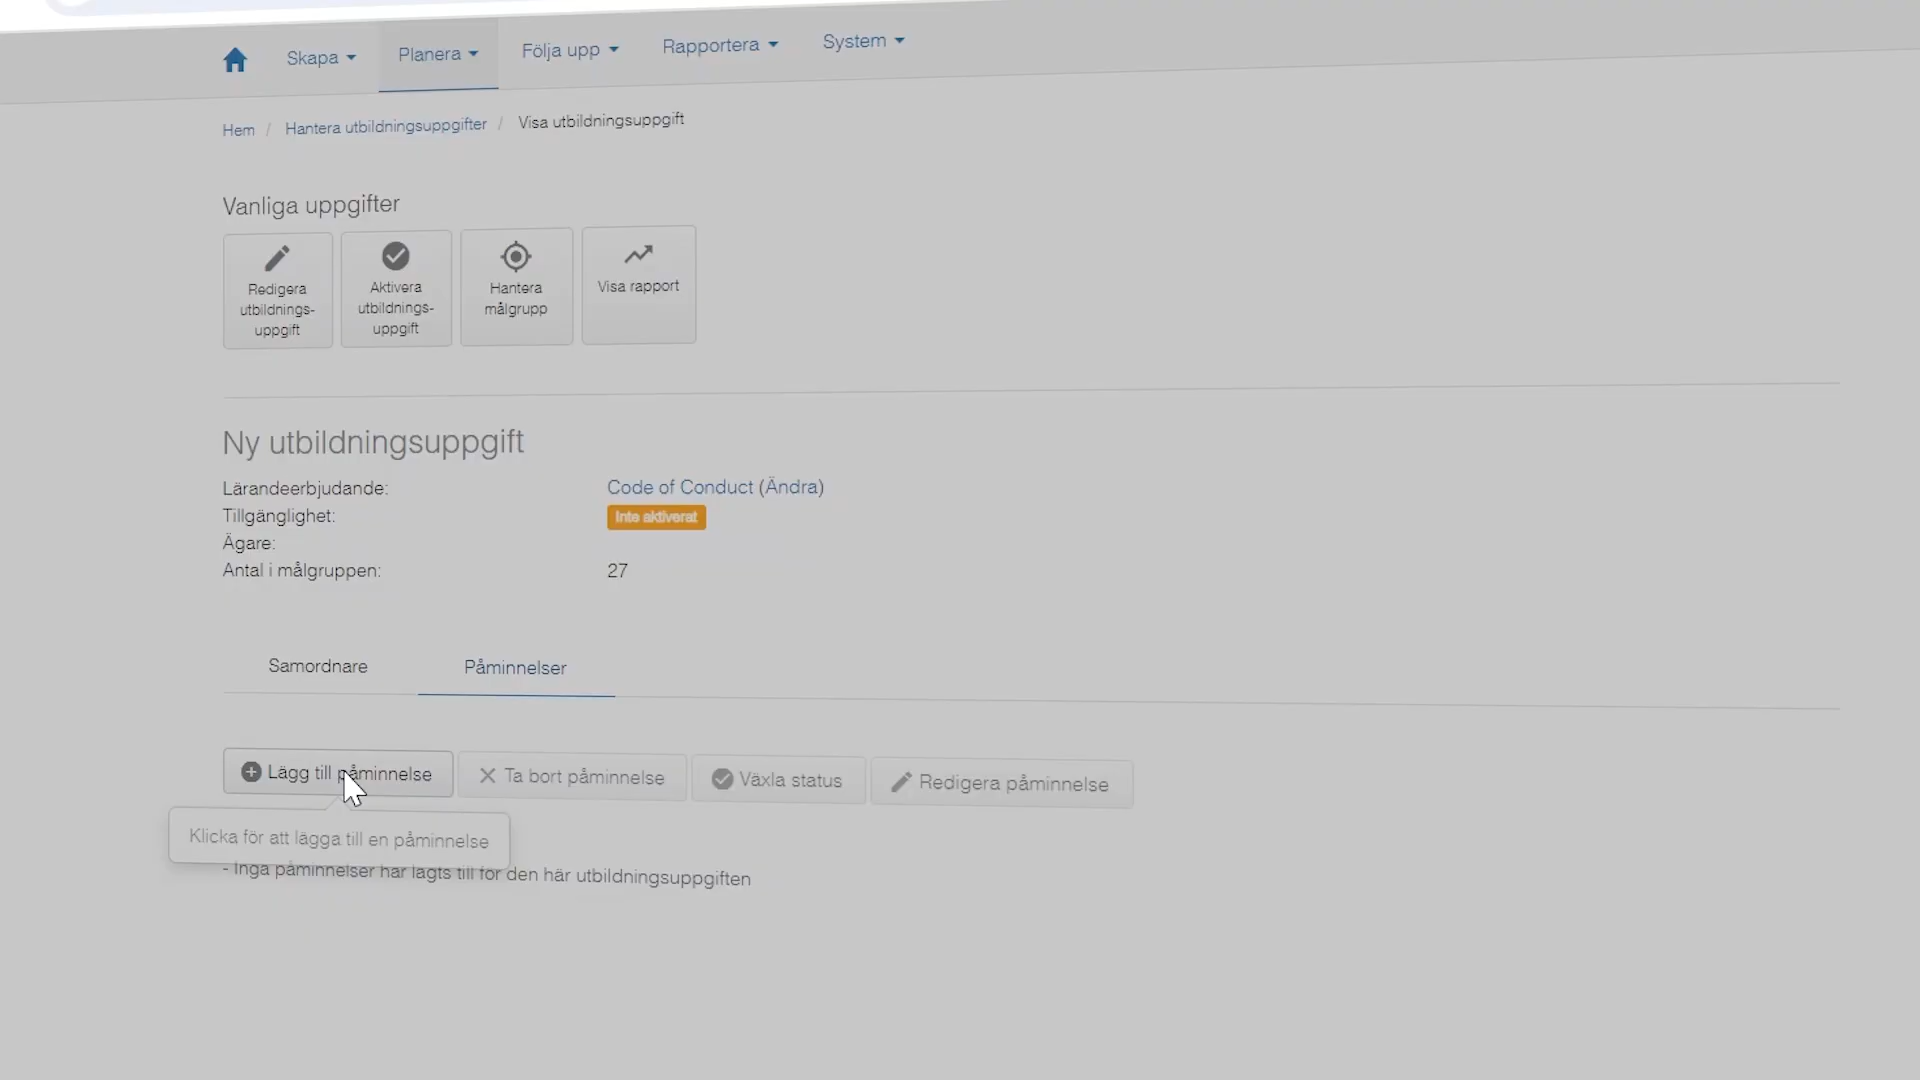 Skapa
Planera
Följa upp
Rapportera
System
Hem / Hantera utbildningsuppgifter / Visa utbildningsuppgift
Vanliga uppgifter
Redigera
utbildnings-
uppgift
Aktivera
utbildnings-
uppgift
Hantera
målgrupp
Visa rapport
Ny utbildningsuppgift
Lärandeerbjudande:
Code of Conduct (Ändra)
Tillgänglighet:
Inte aktiverat
Ägare:
Antal i målgruppen:
27
Samordnare
Påminnelser
Lägg till påminnelse
Ta bort påminnelse
Växla status
Redigera påminnelse
Klicka för att lägga till en påminnelse
- Inga påminnelser har lagts till för den här utbildningsuppgiften